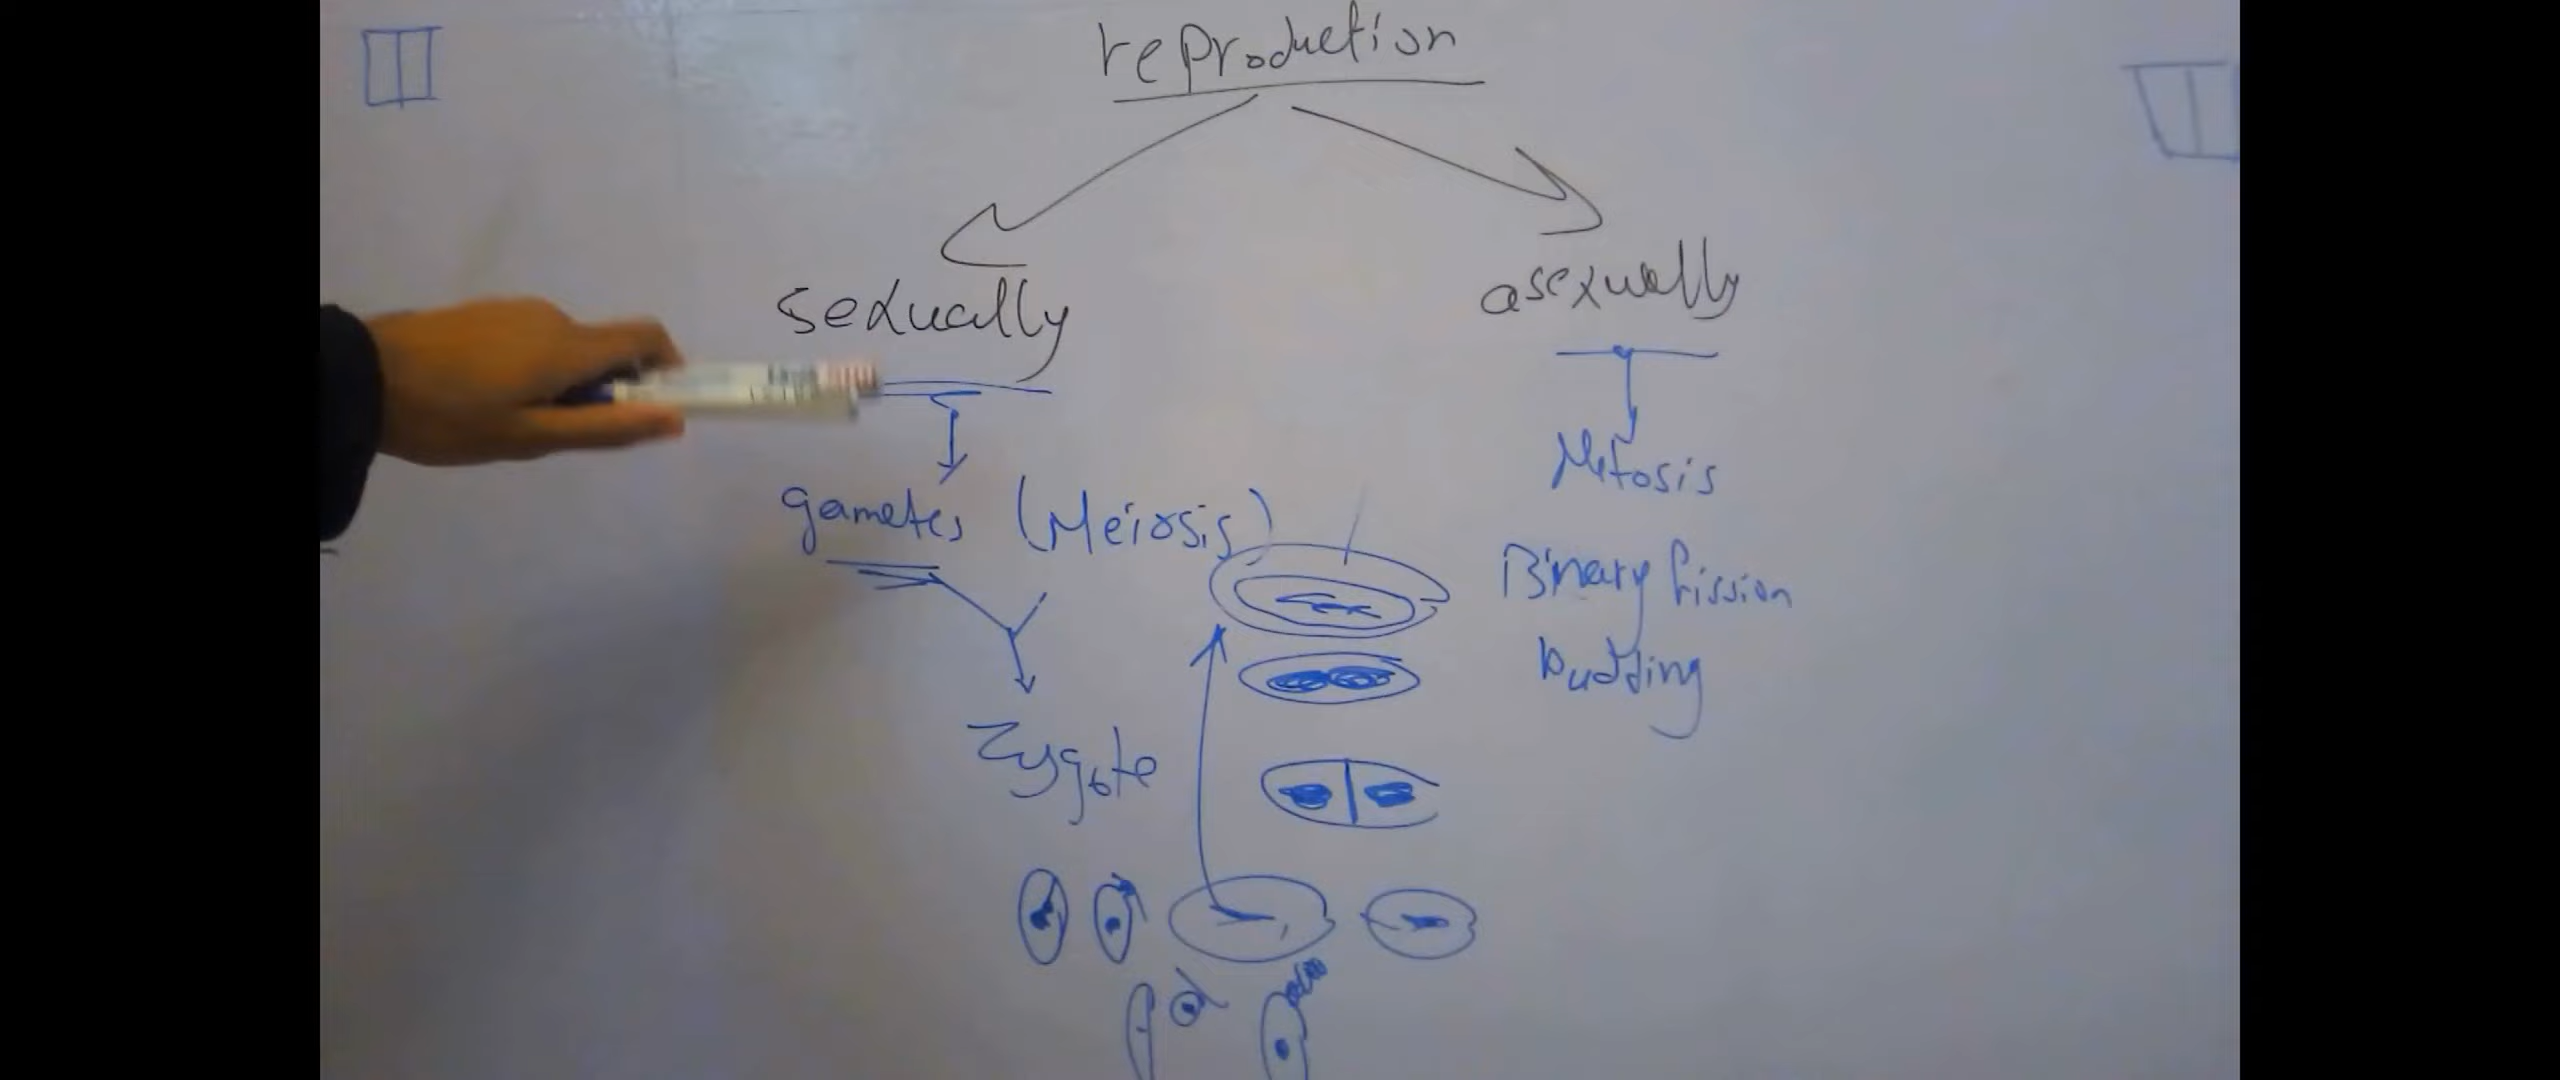 reproduction
sexually
asexually
gametes (Meiosis)
Mitosis
Binary fission
budding
Zygote